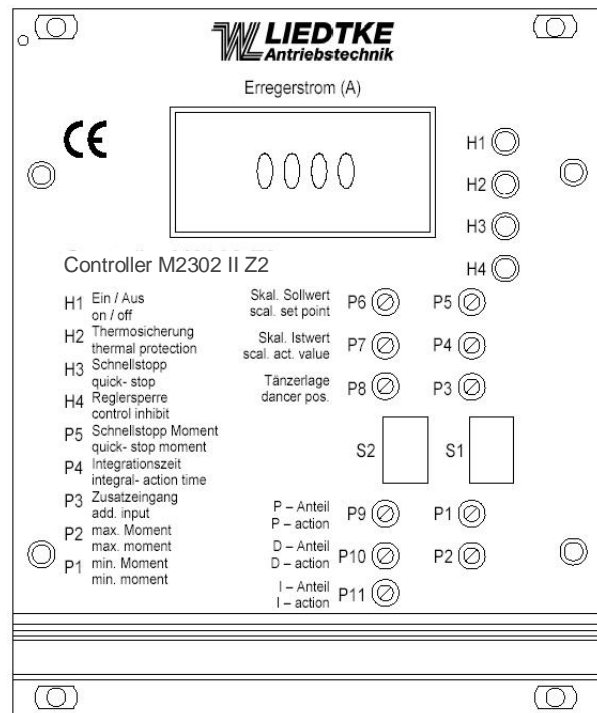 LIEDTKE
Antriebstechnik
Erregerstrom (A)
CE
0000
H1
H2
H3
H4
Controller M2302 II Z2
H1 Ein / Aus
on / off
H2 Thermosicherung
thermal protection
H3 Schnellstopp
quick- stop
H4 Reglersperre
control inhibit
P5 Schnellstopp Moment
quick- stop moment
P4 Integrationszeit
integral- action time
P3 Zusatzeingang
add. input
P2 max. Moment
max. moment
P1 min. Moment
min. moment
Skal. Sollwert
scal. set point
P6
P5
Skal. Istwert
scal. act. value
P7
P4
Tänzerlage
dancer pos.
P8
P3
S2
S1
P – Anteil
P – action
P9
P1
D – Anteil
D – action
P10
P2
I – Anteil
I – action
P11